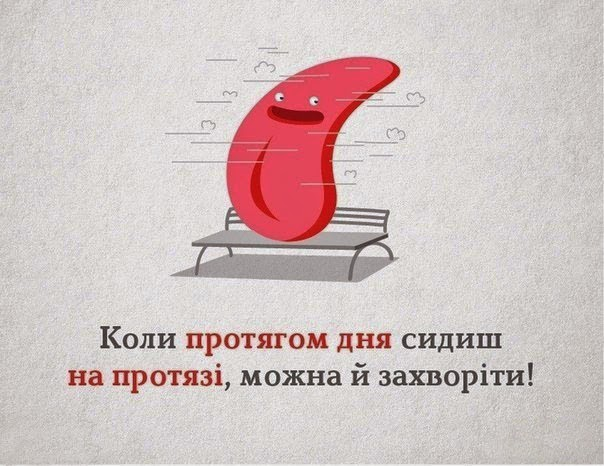 Коли протягом дня сидиш
на протязі, можна й захворіти!